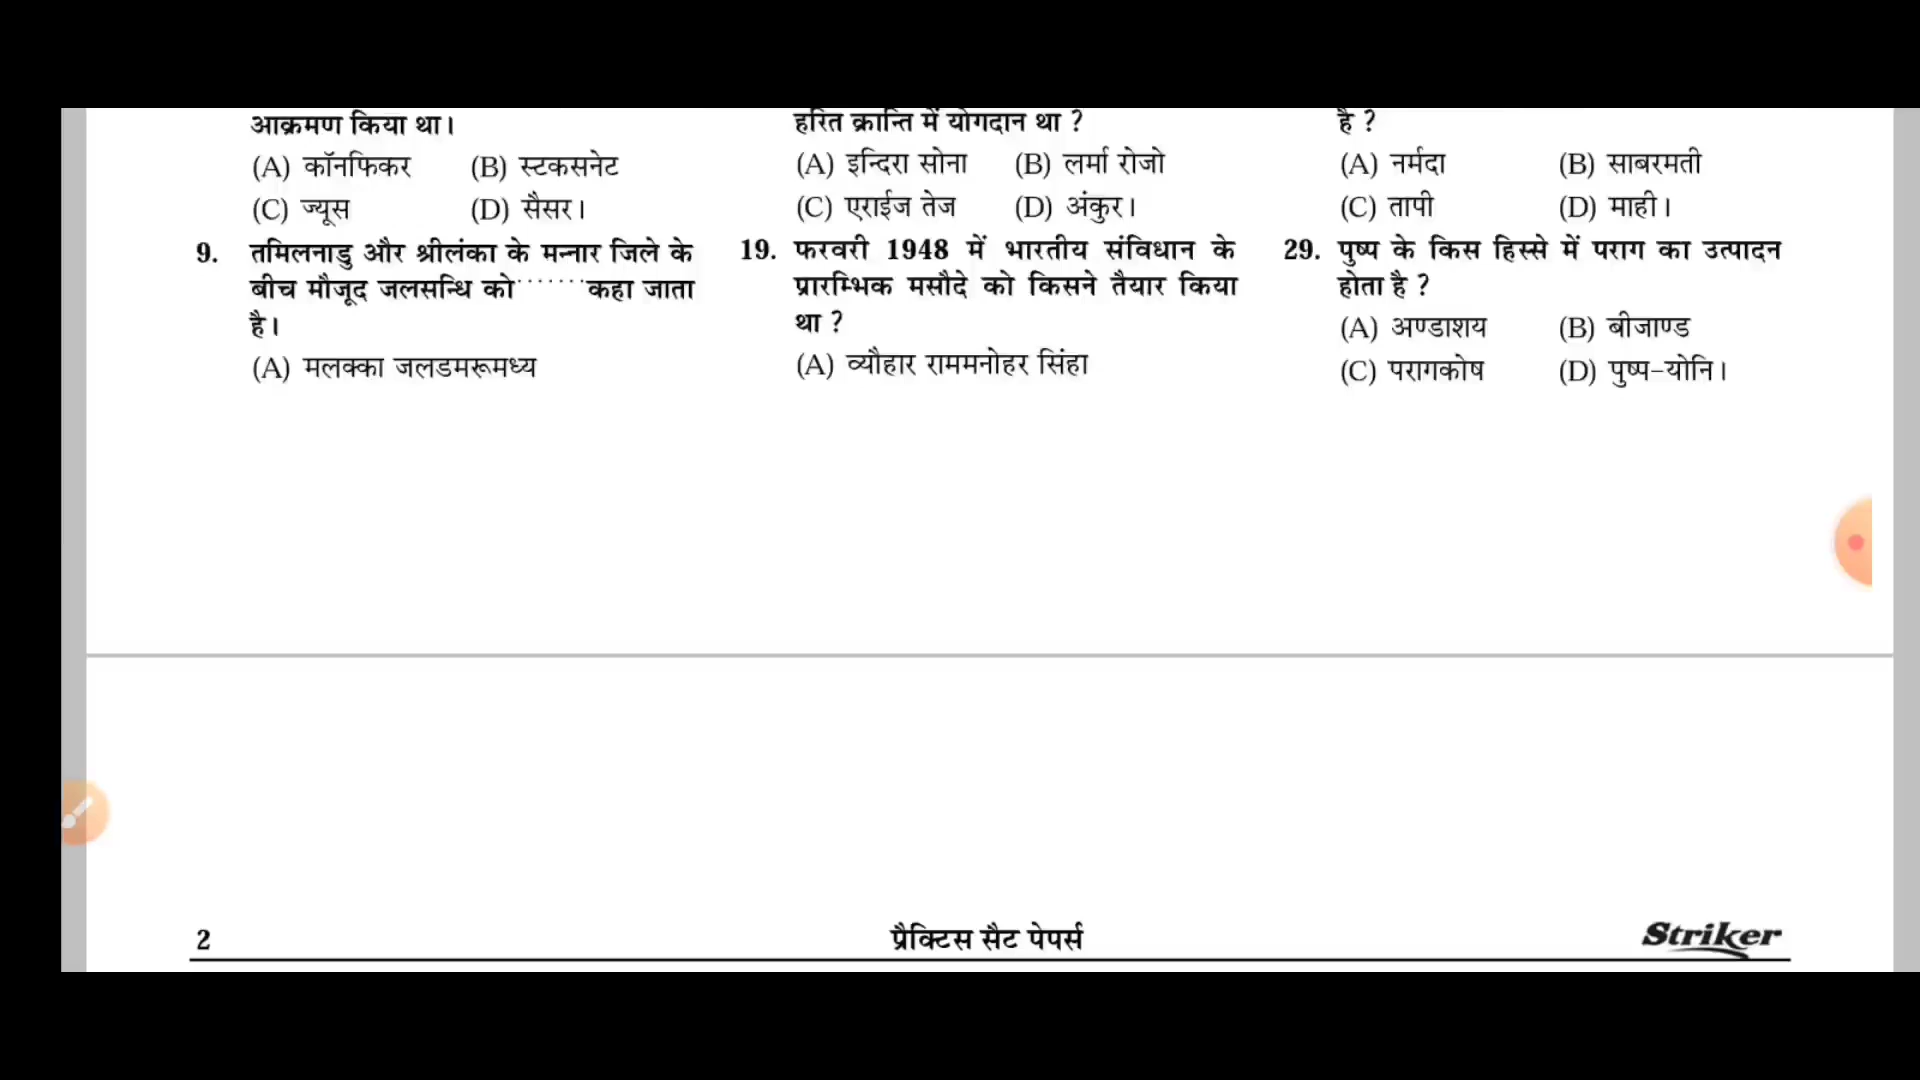 आक्रमण किया था।
(A) कॉनफिकर (B) स्टकसनेट
(C) ज्यूस (D) सैसर।
9. तमिलनाडु और श्रीलंका के मन्नार जिले के
बीच मौजूद जलसन्धि को·······कहा जाता
है।
(A) मलक्का जलडमरूमध्य
हरित क्रान्ति में योगदान था ?
(A) इन्दिरा सोना (B) लर्मा रोजो
(C) एराईज तेज (D) अंकुर।
19. फरवरी 1948 में भारतीय संविधान के
प्रारम्भिक मसौदे को किसने तैयार किया
था ?
(A) व्यौहार राममनोहर सिंहा
है ?
(A) नर्मदा (B) साबरमती
(C) तापी (D) माही।
29. पुष्प के किस हिस्से में पराग का उत्पादन
होता है ?
(A) अण्डाशय (B) बीजाण्ड
(C) परागकोष (D) पुष्प-योनि।
2 प्रैक्टिस सैट पेपर्स Striker